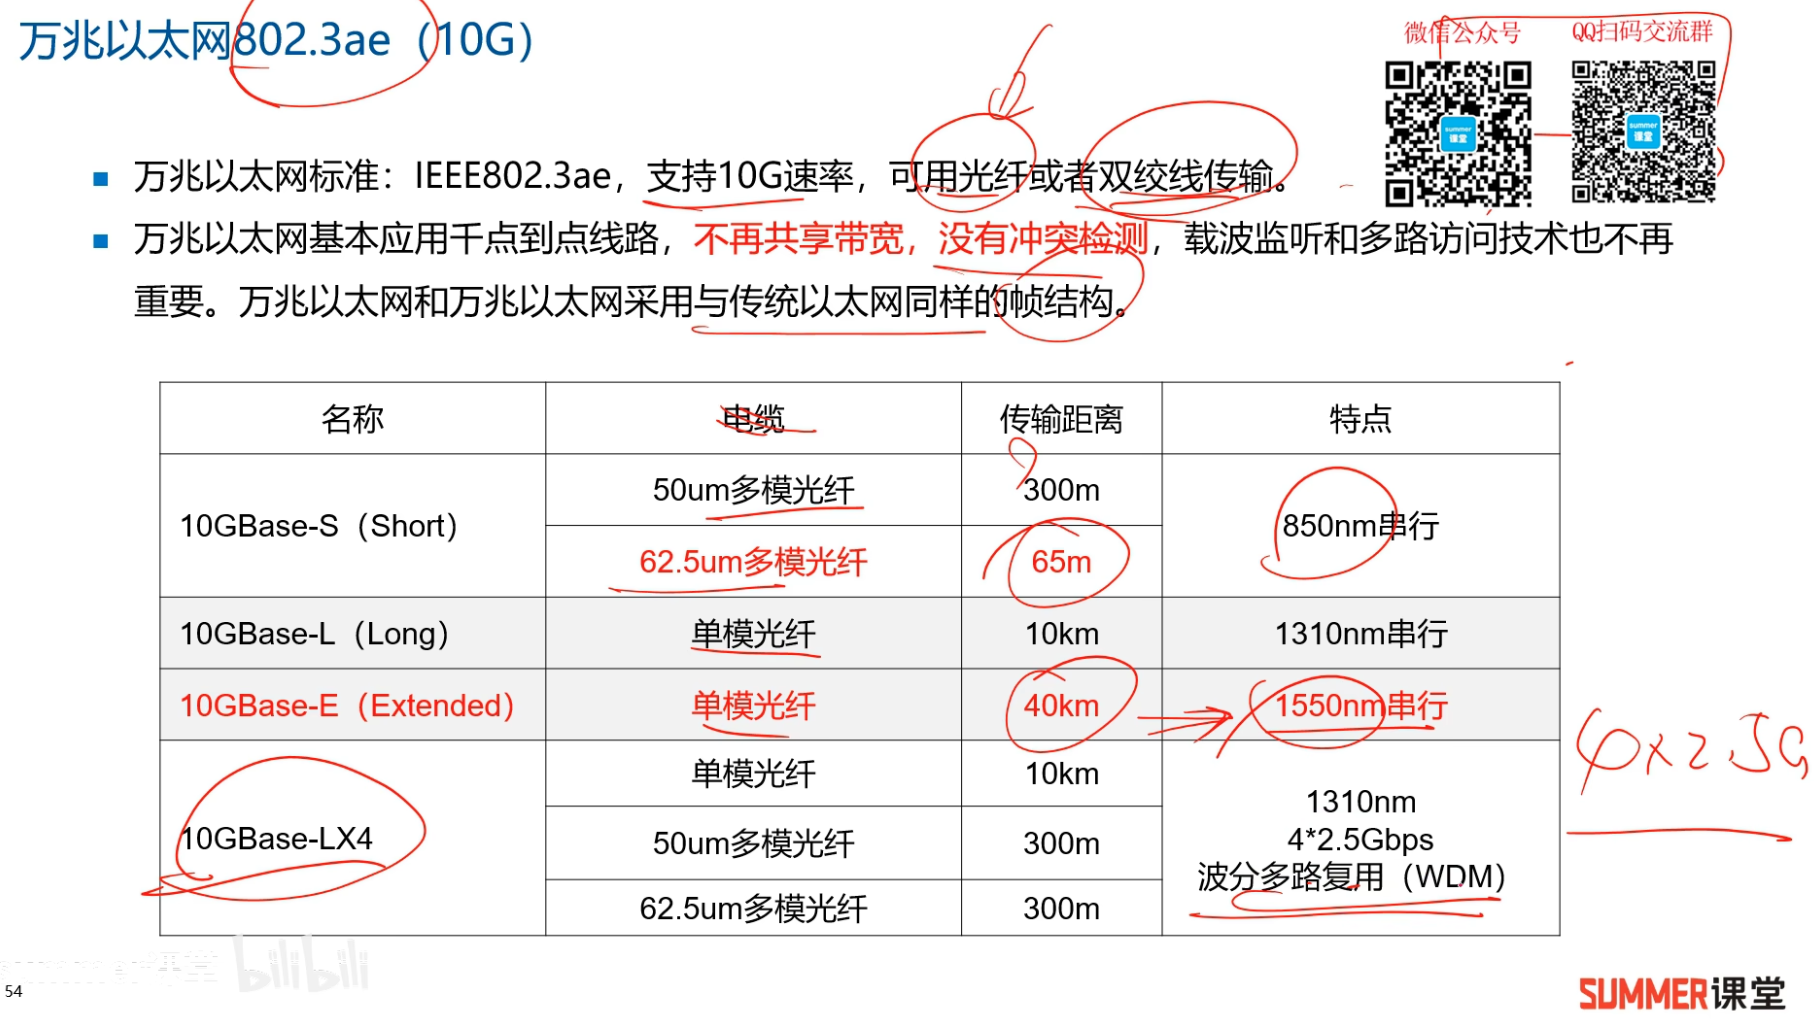 万兆以太网802.3ae（10G）
微信公众号
QQ扫码交流群
summer
课堂
summer
课堂
万兆以太网标准：IEEE802.3ae，支持10G速率，可用光纤或者双绞线传输。
万兆以太网基本应用千点到点线路，不再共享带宽，没有冲突检测，载波监听和多路访问技术也不再
重要。万兆以太网和万兆以太网采用与传统以太网同样的帧结构。
名称 电缆 传输距离 特点
10GBase-S（Short） 50um多模光纤 300m 850nm串行
62.5um多模光纤 65m
10GBase-L（Long） 单模光纤 10km 1310nm串行
10GBase-E（Extended） 单模光纤 40km 1550nm串行
10GBase-LX4 单模光纤 10km 1310nm
4*2.5Gbps
波分多路复用（WDM）
50um多模光纤 300m
62.5um多模光纤 300m
4×2.5G
bilibili
54
SUMMER课堂